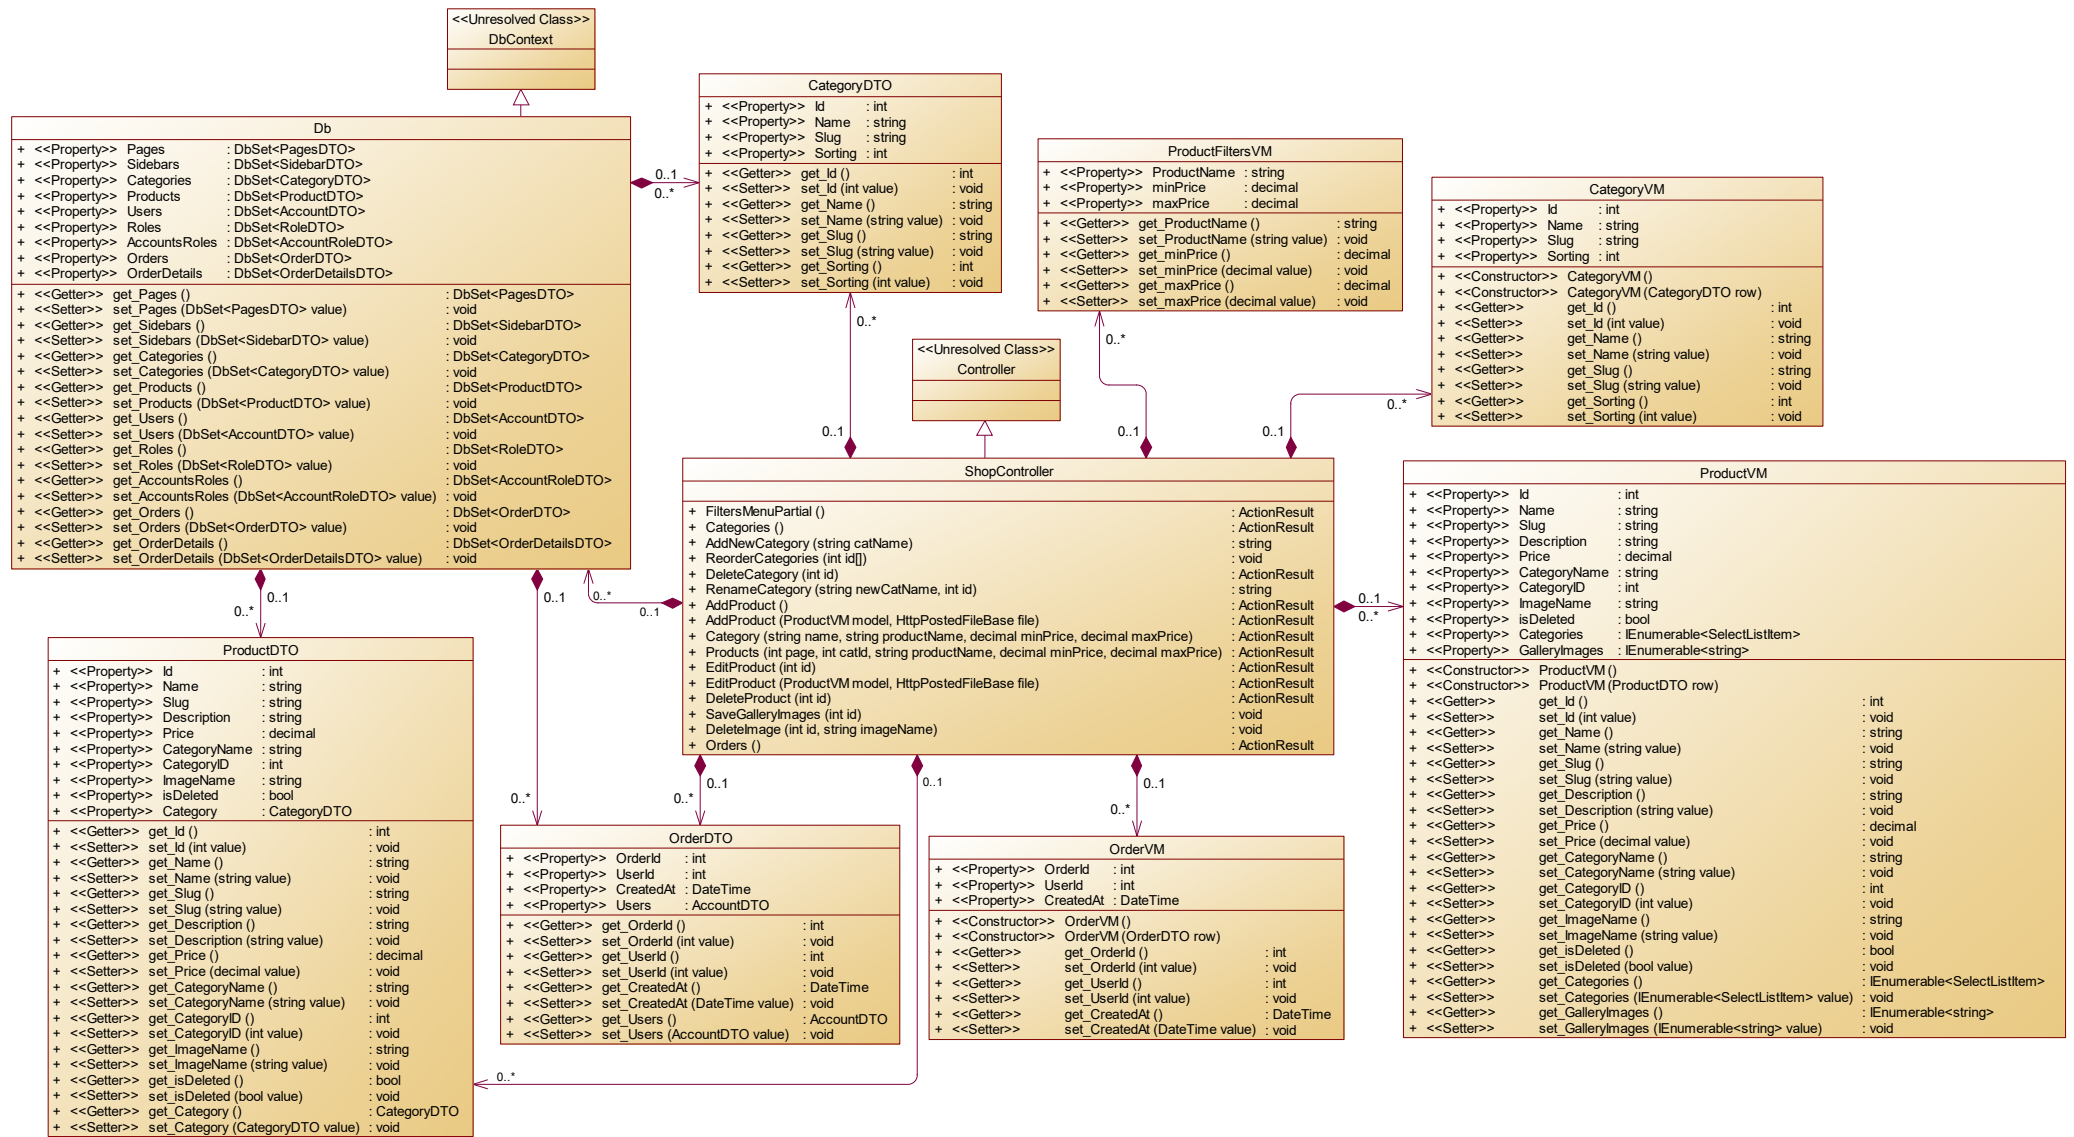 <<Unresolved Class>>
DbContext
Db
+ <<Property>> Pages : DbSet<PagesDTO>
+ <<Property>> Sidebars : DbSet<SidebarDTO>
+ <<Property>> Categories : DbSet<CategoryDTO>
+ <<Property>> Products : DbSet<ProductDTO>
+ <<Property>> Users : DbSet<AccountDTO>
+ <<Property>> Roles : DbSet<RoleDTO>
+ <<Property>> AccountsRoles : DbSet<AccountRoleDTO>
+ <<Property>> Orders : DbSet<OrderDTO>
+ <<Property>> OrderDetails : DbSet<OrderDetailsDTO>
+ <<Getter>> get_Pages () : DbSet<PagesDTO>
+ <<Setter>> set_Pages (DbSet<PagesDTO> value) : void
+ <<Getter>> get_Sidebars () : DbSet<SidebarDTO>
+ <<Setter>> set_Sidebars (DbSet<SidebarDTO> value) : void
+ <<Getter>> get_Categories () : DbSet<CategoryDTO>
+ <<Setter>> set_Categories (DbSet<CategoryDTO> value) : void
+ <<Getter>> get_Products () : DbSet<ProductDTO>
+ <<Setter>> set_Products (DbSet<ProductDTO> value) : void
+ <<Getter>> get_Users () : DbSet<AccountDTO>
+ <<Setter>> set_Users (DbSet<AccountDTO> value) : void
+ <<Getter>> get_Roles () : DbSet<RoleDTO>
+ <<Setter>> set_Roles (DbSet<RoleDTO> value) : void
+ <<Getter>> get_AccountsRoles () : DbSet<AccountRoleDTO>
+ <<Setter>> set_AccountsRoles (DbSet<AccountRoleDTO> value) : void
+ <<Getter>> get_Orders () : DbSet<OrderDTO>
+ <<Setter>> set_Orders (DbSet<OrderDTO> value) : void
+ <<Getter>> get_OrderDetails () : DbSet<OrderDetailsDTO>
+ <<Setter>> set_OrderDetails (DbSet<OrderDetailsDTO> value) : void
0..1
0..*
CategoryDTO
+ <<Property>> Id : int
+ <<Property>> Name : string
+ <<Property>> Slug : string
+ <<Property>> Sorting : int
+ <<Getter>> get_Id () : int
+ <<Setter>> set_Id (int value) : void
+ <<Getter>> get_Name () : string
+ <<Setter>> set_Name (string value) : void
+ <<Getter>> get_Slug () : string
+ <<Setter>> set_Slug (string value) : void
+ <<Getter>> get_Sorting () : int
+ <<Setter>> set_Sorting (int value) : void
0..*
0..1
ProductFiltersVM
+ <<Property>> ProductName : string
+ <<Property>> minPrice : decimal
+ <<Property>> maxPrice : decimal
+ <<Getter>> get_ProductName () : string
+ <<Setter>> set_ProductName (string value) : void
+ <<Getter>> get_minPrice () : decimal
+ <<Setter>> set_minPrice (decimal value) : void
+ <<Getter>> get_maxPrice () : decimal
+ <<Setter>> set_maxPrice (decimal value) : void
0..*
0..1
CategoryVM
+ <<Property>> Id : int
+ <<Property>> Name : string
+ <<Property>> Slug : string
+ <<Property>> Sorting : int
+ <<Constructor>> CategoryVM ()
+ <<Constructor>> CategoryVM (CategoryDTO row)
+ <<Getter>> get_Id () : int
+ <<Setter>> set_Id (int value) : void
+ <<Getter>> get_Name () : string
+ <<Setter>> set_Name (string value) : void
+ <<Getter>> get_Slug () : string
+ <<Setter>> set_Slug (string value) : void
+ <<Getter>> get_Sorting () : int
+ <<Setter>> set_Sorting (int value) : void
0..*
0..1
<<Unresolved Class>>
Controller
ShopController
+ FiltersMenuPartial () : ActionResult
+ Categories () : ActionResult
+ AddNewCategory (string catName) : string
+ ReorderCategories (int id[]) : void
+ DeleteCategory (int id) : ActionResult
+ RenameCategory (string newCatName, int id) : string
+ AddProduct () : ActionResult
+ AddProduct (ProductVM model, HttpPostedFileBase file) : ActionResult
+ Category (string name, string productName, decimal minPrice, decimal maxPrice) : ActionResult
+ Products (int page, int catId, string productName, decimal minPrice, decimal maxPrice) : ActionResult
+ EditProduct (int id) : ActionResult
+ EditProduct (ProductVM model, HttpPostedFileBase file) : ActionResult
+ DeleteProduct (int id) : ActionResult
+ SaveGalleryImages (int id) : void
+ DeleteImage (int id, string imageName) : void
+ Orders () : ActionResult
0..1
0..*
ProductVM
+ <<Property>> Id : int
+ <<Property>> Name : string
+ <<Property>> Slug : string
+ <<Property>> Description : string
+ <<Property>> Price : decimal
+ <<Property>> CategoryName : string
+ <<Property>> CategoryID : int
+ <<Property>> ImageName : string
+ <<Property>> isDeleted : bool
+ <<Property>> Categories : IEnumerable<SelectListItem>
+ <<Property>> GalleryImages : IEnumerable<string>
+ <<Constructor>> ProductVM ()
+ <<Constructor>> ProductVM (ProductDTO row)
+ <<Getter>> get_Id () : int
+ <<Setter>> set_Id (int value) : void
+ <<Getter>> get_Name () : string
+ <<Setter>> set_Name (string value) : void
+ <<Getter>> get_Slug () : string
+ <<Setter>> set_Slug (string value) : void
+ <<Getter>> get_Description () : string
+ <<Setter>> set_Description (string value) : void
+ <<Getter>> get_Price () : decimal
+ <<Setter>> set_Price (decimal value) : void
+ <<Getter>> get_CategoryName () : string
+ <<Setter>> set_CategoryName (string value) : void
+ <<Getter>> get_CategoryID () : int
+ <<Setter>> set_CategoryID (int value) : void
+ <<Getter>> get_ImageName () : string
+ <<Setter>> set_ImageName (string value) : void
+ <<Getter>> get_isDeleted () : bool
+ <<Setter>> set_isDeleted (bool value) : void
+ <<Getter>> get_Categories () : IEnumerable<SelectListItem>
+ <<Setter>> set_Categories (IEnumerable<SelectListItem> value) : void
+ <<Getter>> get_GalleryImages () : IEnumerable<string>
+ <<Setter>> set_GalleryImages (IEnumerable<string> value) : void
0..1
0..*
0..1
0..*
0..*
0..1
ProductDTO
+ <<Property>> Id : int
+ <<Property>> Name : string
+ <<Property>> Slug : string
+ <<Property>> Description : string
+ <<Property>> Price : decimal
+ <<Property>> CategoryName : string
+ <<Property>> CategoryID : int
+ <<Property>> ImageName : string
+ <<Property>> isDeleted : bool
+ <<Property>> Category : CategoryDTO
+ <<Getter>> get_Id () : int
+ <<Setter>> set_Id (int value) : void
+ <<Getter>> get_Name () : string
+ <<Setter>> set_Name (string value) : void
+ <<Getter>> get_Slug () : string
+ <<Setter>> set_Slug (string value) : void
+ <<Getter>> get_Description () : string
+ <<Setter>> set_Description (string value) : void
+ <<Getter>> get_Price () : decimal
+ <<Setter>> set_Price (decimal value) : void
+ <<Getter>> get_CategoryName () : string
+ <<Setter>> set_CategoryName (string value) : void
+ <<Getter>> get_CategoryID () : int
+ <<Setter>> set_CategoryID (int value) : void
+ <<Getter>> get_ImageName () : string
+ <<Setter>> set_ImageName (string value) : void
+ <<Getter>> get_isDeleted () : bool
+ <<Setter>> set_isDeleted (bool value) : void
+ <<Getter>> get_Category () : CategoryDTO
+ <<Setter>> set_Category (CategoryDTO value) : void
0..1
0..*
OrderDTO
+ <<Property>> OrderId : int
+ <<Property>> UserId : int
+ <<Property>> CreatedAt : DateTime
+ <<Property>> Users : AccountDTO
+ <<Getter>> get_OrderId () : int
+ <<Setter>> set_OrderId (int value) : void
+ <<Getter>> get_UserId () : int
+ <<Setter>> set_UserId (int value) : void
+ <<Getter>> get_CreatedAt () : DateTime
+ <<Setter>> set_CreatedAt (DateTime value) : void
+ <<Getter>> get_Users () : AccountDTO
+ <<Setter>> set_Users (AccountDTO value) : void
0..1
0..*
0..1
0..*
OrderVM
+ <<Property>> OrderId : int
+ <<Property>> UserId : int
+ <<Property>> CreatedAt : DateTime
+ <<Constructor>> OrderVM ()
+ <<Constructor>> OrderVM (OrderDTO row)
+ <<Getter>> get_OrderId () : int
+ <<Setter>> set_OrderId (int value) : void
+ <<Getter>> get_UserId () : int
+ <<Setter>> set_UserId (int value) : void
+ <<Getter>> get_CreatedAt () : DateTime
+ <<Setter>> set_CreatedAt (DateTime value) : void